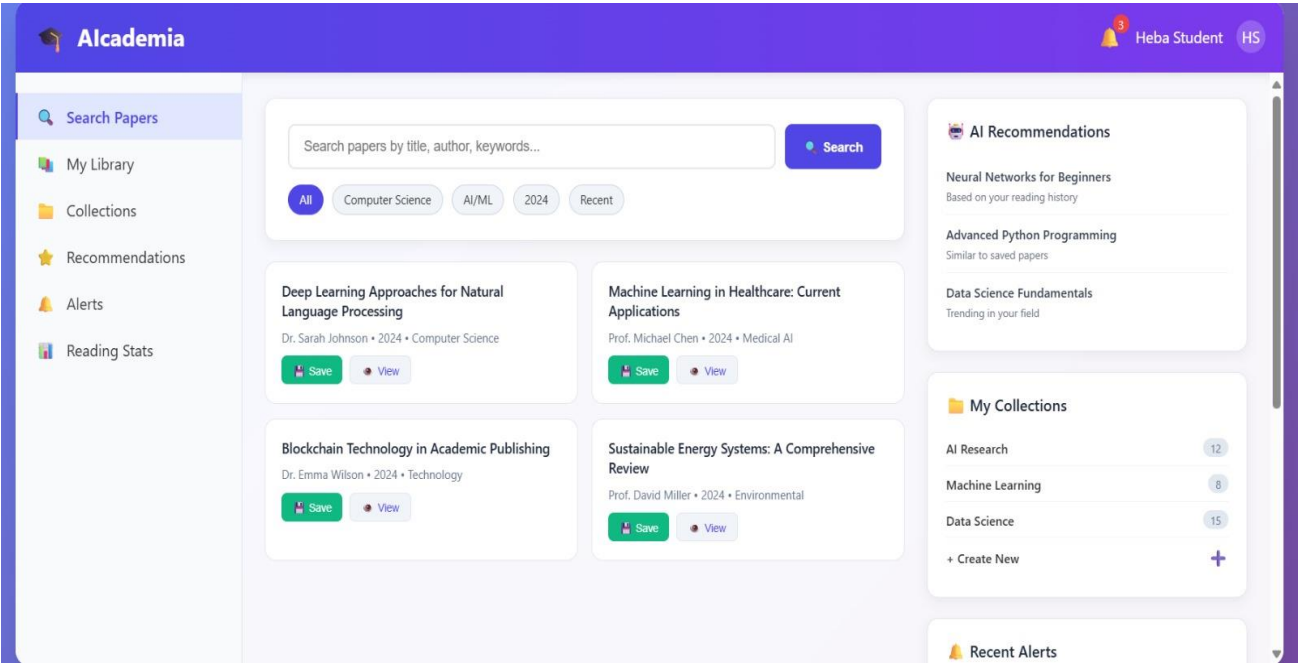 AIcademia
3
Heba Student
HS
Search Papers
My Library
Collections
Recommendations
Alerts
Reading Stats
Search papers by title, author, keywords...
Search
All
Computer Science
AI/ML
2024
Recent
Deep Learning Approaches for Natural
Language Processing
Dr. Sarah Johnson • 2024 • Computer Science
Save
View
Machine Learning in Healthcare: Current
Applications
Prof. Michael Chen • 2024 • Medical AI
Save
View
Blockchain Technology in Academic Publishing
Dr. Emma Wilson • 2024 • Technology
Save
View
Sustainable Energy Systems: A Comprehensive
Review
Prof. David Miller • 2024 • Environmental
Save
View
AI Recommendations
Neural Networks for Beginners
Based on your reading history
Advanced Python Programming
Similar to saved papers
Data Science Fundamentals
Trending in your field
My Collections
AI Research 12
Machine Learning 8
Data Science 15
+ Create New +
Recent Alerts